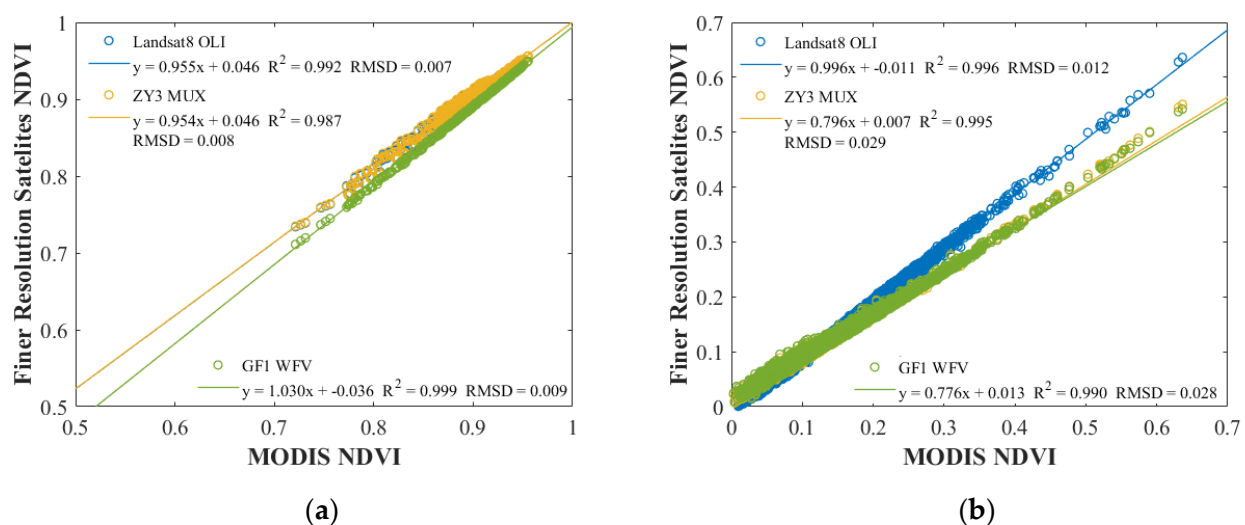 Finer Resolution Satelites NDVI
1
0.9
0.8
0.7
0.6
0.5
Landsat8 OLI
y = 0.955x + 0.046 R² = 0.992 RMSD = 0.007
ZY3 MUX
y = 0.954x + 0.046 R² = 0.987
RMSD = 0.008
GF1 WFV
y = 1.030x + -0.036 R² = 0.999 RMSD = 0.009
0.5 0.6 0.7 0.8 0.9 1
MODIS NDVI
(a)
Finer Resolution Satelites NDVI
0.7
0.6
0.5
0.4
0.3
0.2
0.1
0
Landsat8 OLI
y = 0.996x + -0.011 R² = 0.996 RMSD = 0.012
ZY3 MUX
y = 0.796x + 0.007 R² = 0.995
RMSD = 0.029
GF1 WFV
y = 0.776x + 0.013 R² = 0.990 RMSD = 0.028
0 0.1 0.2 0.3 0.4 0.5 0.6 0.7
MODIS NDVI
(b)